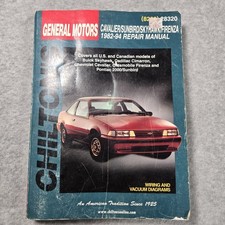 (8269) 28320
GENERAL MOTORS CAVALIER/SUNBIRD/SKYHAWK/FIRENZA
1982-94 REPAIR MANUAL
Covers all U.S. and Canadian models of
Buick Skyhawk, Cadillac Cimarron,
Chevrolet Cavalier, Oldsmobile Firenza and
Pontiac 2000/Sunbird
CHILTON
WIRING AND
VACUUM DIAGRAMS
An American Tradition Since 1925
www.chiltonsonline.com